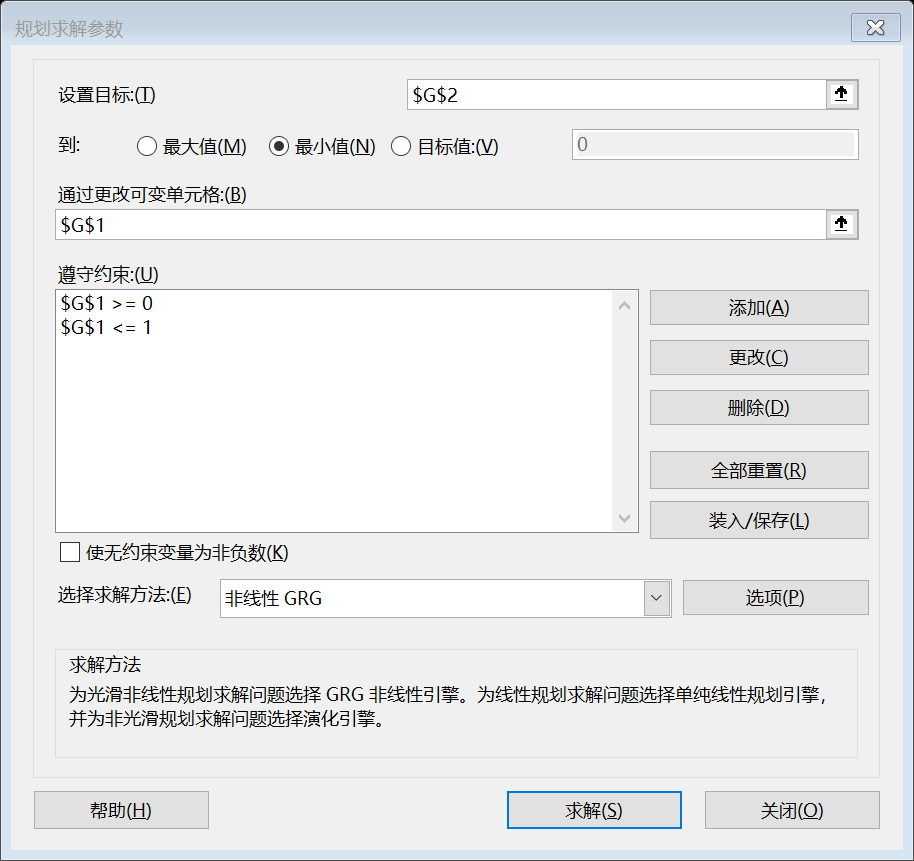 规划求解参数
设置目标:(T)
$G$2
到:
最大值(M)
最小值(N)
目标值:(V)
0
通过更改可变单元格:(B)
$G$1
遵守约束:(U)
$G$1 >= 0
$G$1 <= 1
添加(A)
更改(C)
删除(D)
全部重置(R)
装入/保存(L)
使无约束变量为非负数(K)
选择求解方法:(E)
非线性 GRG
选项(P)
求解方法
为光滑非线性规划求解问题选择 GRG 非线性引擎。为线性规划求解问题选择单纯线性规划引擎，
并为非光滑规划求解问题选择演化引擎。
帮助(H)
求解(S)
关闭(O)